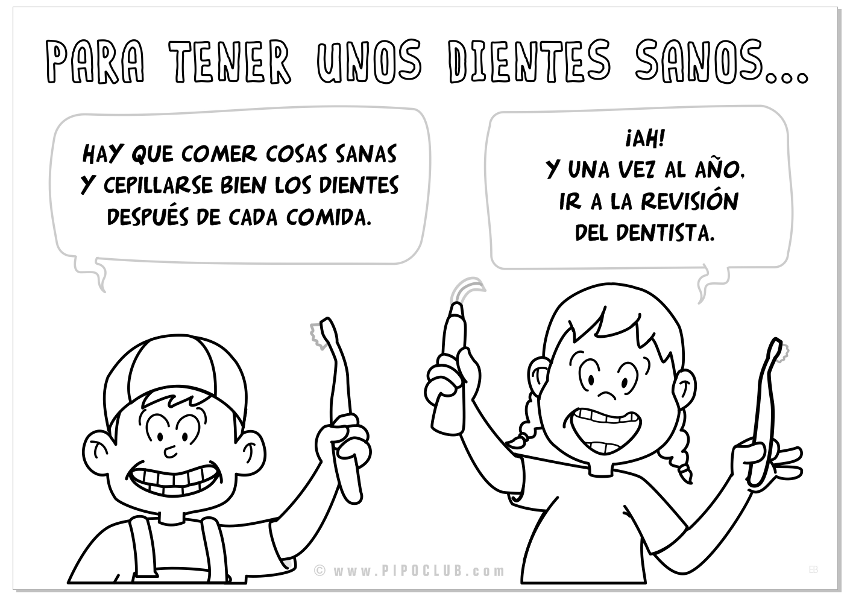 PARA TENER UNOS DIENTES SANOS...
HAY QUE COMER COSAS SANAS
Y CEPILLARSE BIEN LOS DIENTES
DESPUÉS DE CADA COMIDA.
¡AH!
Y UNA VEZ AL AÑO,
IR A LA REVISIÓN
DEL DENTISTA.
© www.PIPOCLUB.com